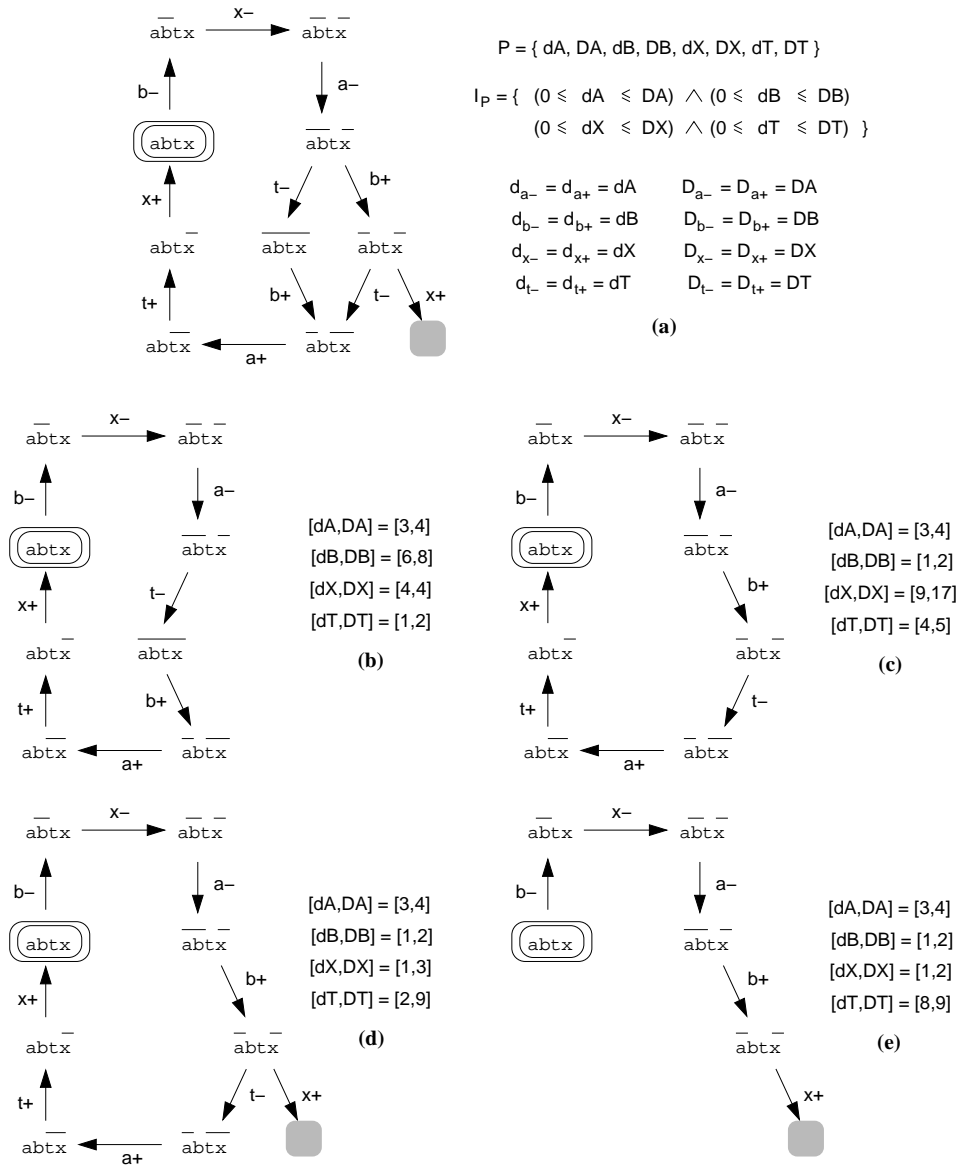 abtx x− abtx
b− a−
P = { dA, DA, dB, DB, dX, DX, dT, DT }
I_P = { (0 ⩽ dA ⩽ DA) ∧ (0 ⩽ dB ⩽ DB)
(0 ⩽ dX ⩽ DX) ∧ (0 ⩽ dT ⩽ DT) }
abtx abtx
x+ t− b+
d_a− = d_a+ = dA D_a− = D_a+ = DA
d_b− = d_b+ = dB D_b− = D_b+ = DB
d_x− = d_x+ = dX D_x− = D_x+ = DX
d_t− = d_t+ = dT D_t− = D_t+ = DT
abtx abtx abtx
t+ b+ t− x+
abtx a+ abtx
(a)
abtx x− abtx
b− a−
abtx abtx
x+ t−
abtx abtx
t+ b+
abtx a+ abtx
[dA,DA] = [3,4]
[dB,DB] = [6,8]
[dX,DX] = [4,4]
[dT,DT] = [1,2]
(b)
abtx x− abtx
b− a−
abtx abtx
x+ b+
abtx abtx
t+ t−
abtx a+ abtx
[dA,DA] = [3,4]
[dB,DB] = [1,2]
[dX,DX] = [9,17]
[dT,DT] = [4,5]
(c)
abtx x− abtx
b− a−
abtx abtx
x+ b+
abtx abtx
t+ t− x+
abtx a+ abtx
[dA,DA] = [3,4]
[dB,DB] = [1,2]
[dX,DX] = [1,3]
[dT,DT] = [2,9]
(d)
abtx x− abtx
b− a−
abtx abtx
b+
abtx
x+
[dA,DA] = [3,4]
[dB,DB] = [1,2]
[dX,DX] = [1,2]
[dT,DT] = [8,9]
(e)